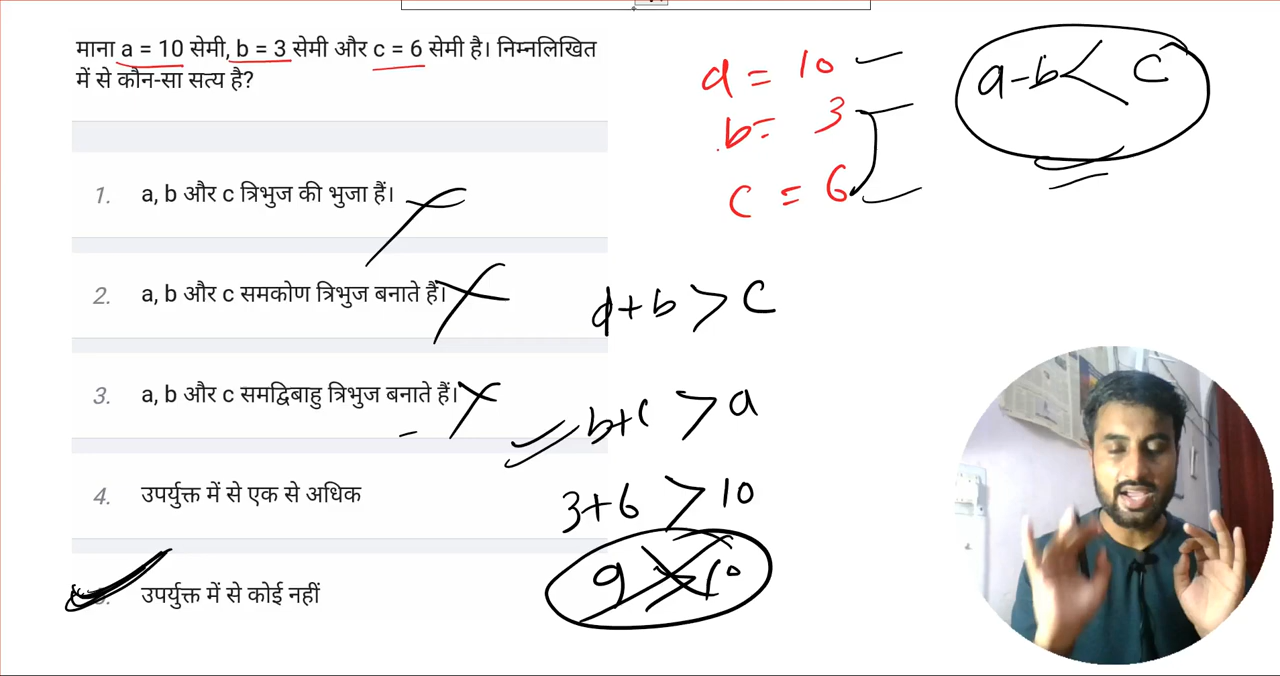 माना a = 10 सेमी, b = 3 सेमी और c = 6 सेमी है। निम्नलिखित
में से कौन-सा सत्य है?
1. a, b और c त्रिभुज की भुजा हैं।
2. a, b और c समकोण त्रिभुज बनाते हैं।
3. a, b और c समद्विबाहु त्रिभुज बनाते हैं।
4. उपर्युक्त में से एक से अधिक
उपर्युक्त में से कोई नहीं
a = 10
b = 3
c = 6
a-b < c
a+b > c
b+c > a
3+6 > 10
9 > 10